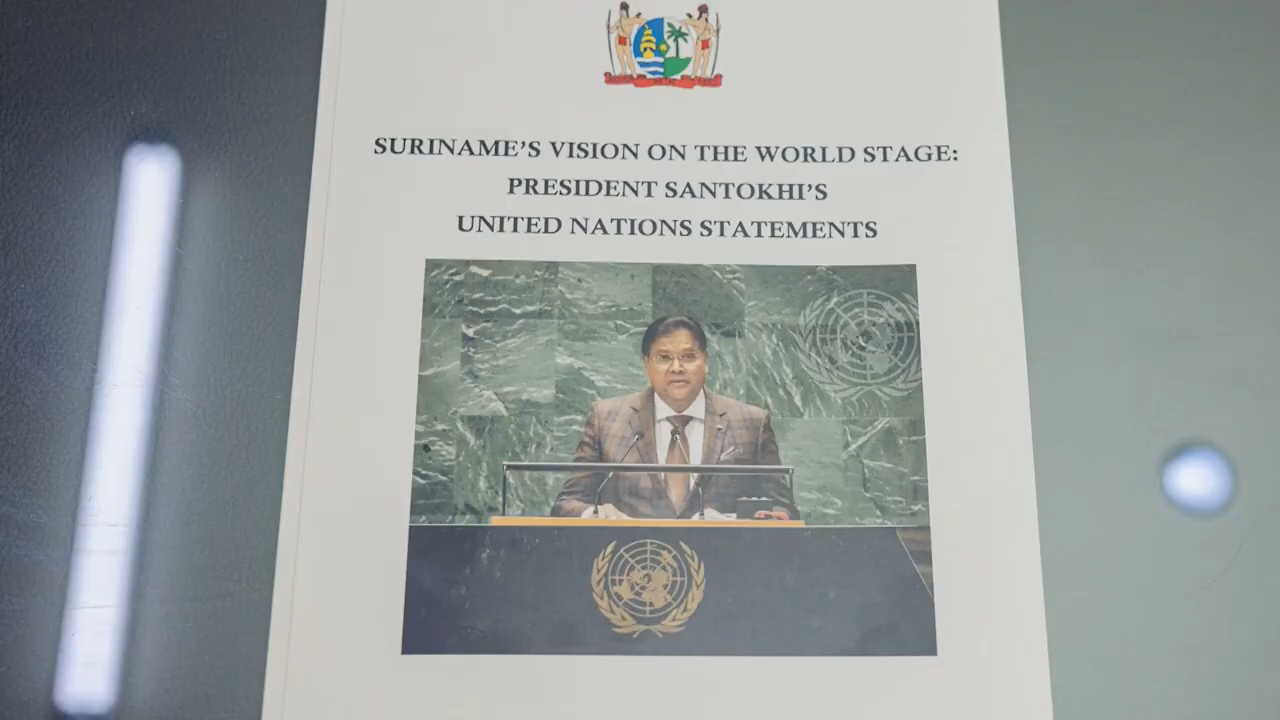 SURINAME’S VISION ON THE WORLD STAGE:
PRESIDENT SANTOKHI’S
UNITED NATIONS STATEMENTS